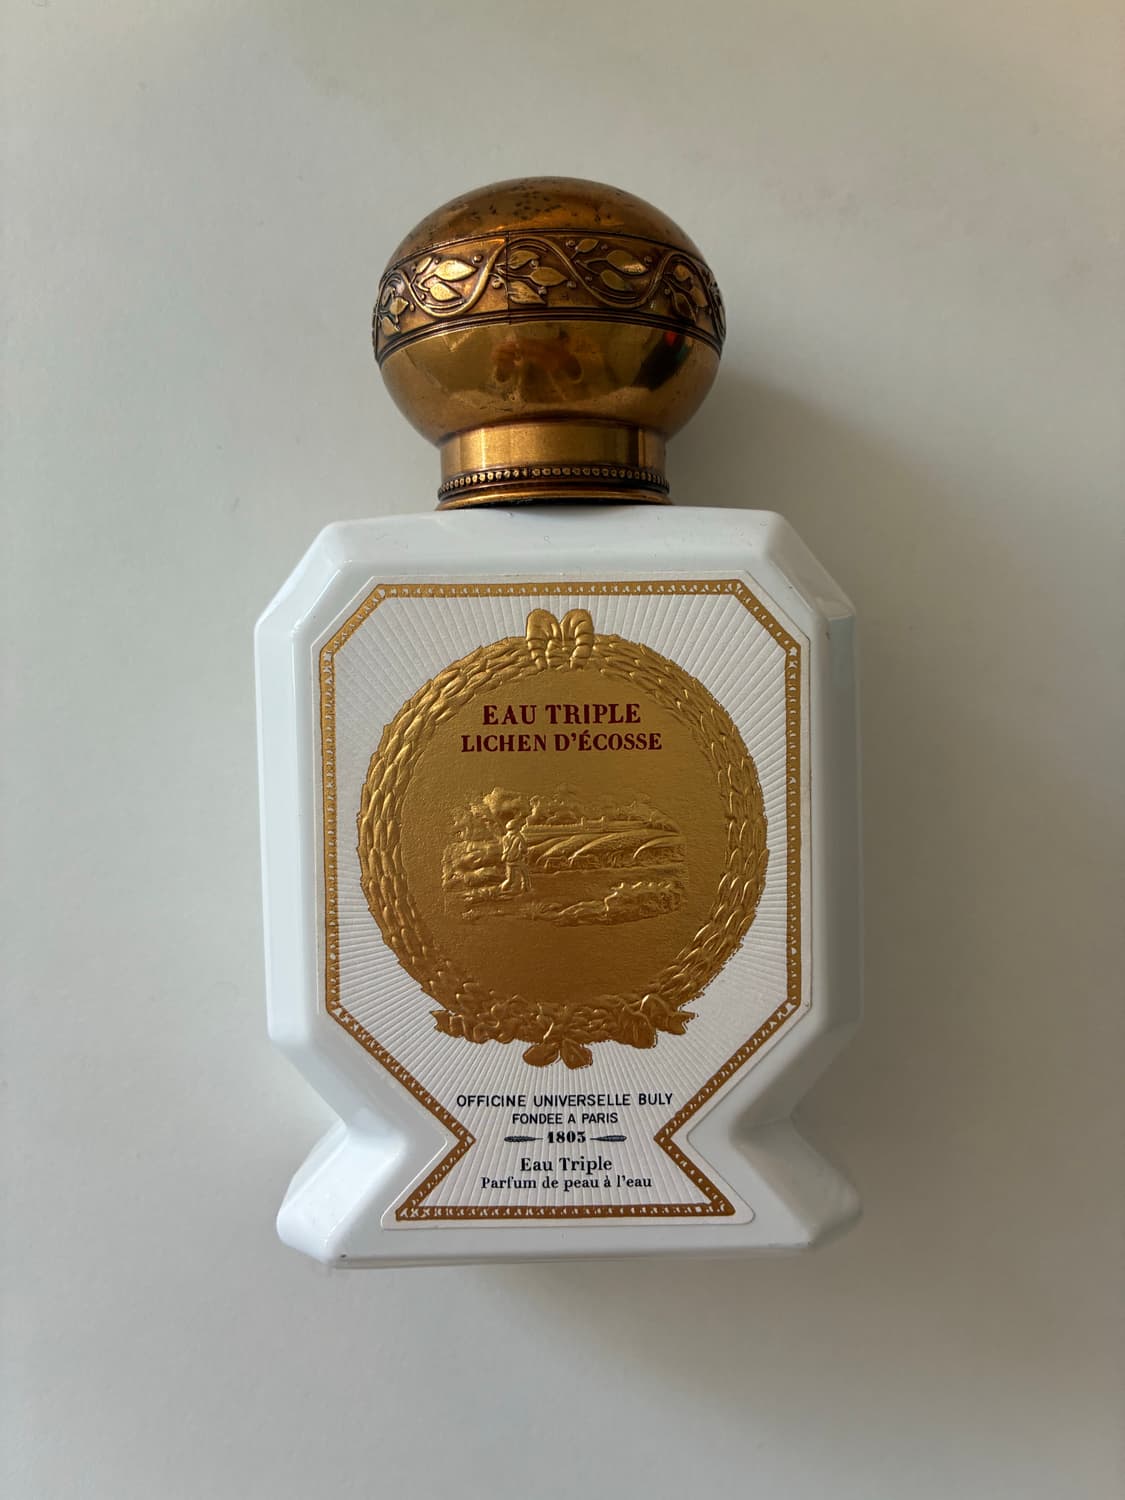 EAU TRIPLE
LICHEN D'ÉCOSSE
OFFICINE UNIVERSELLE BULY
FONDEE A PARIS
1803
Eau Triple
Parfum de peau à l'eau